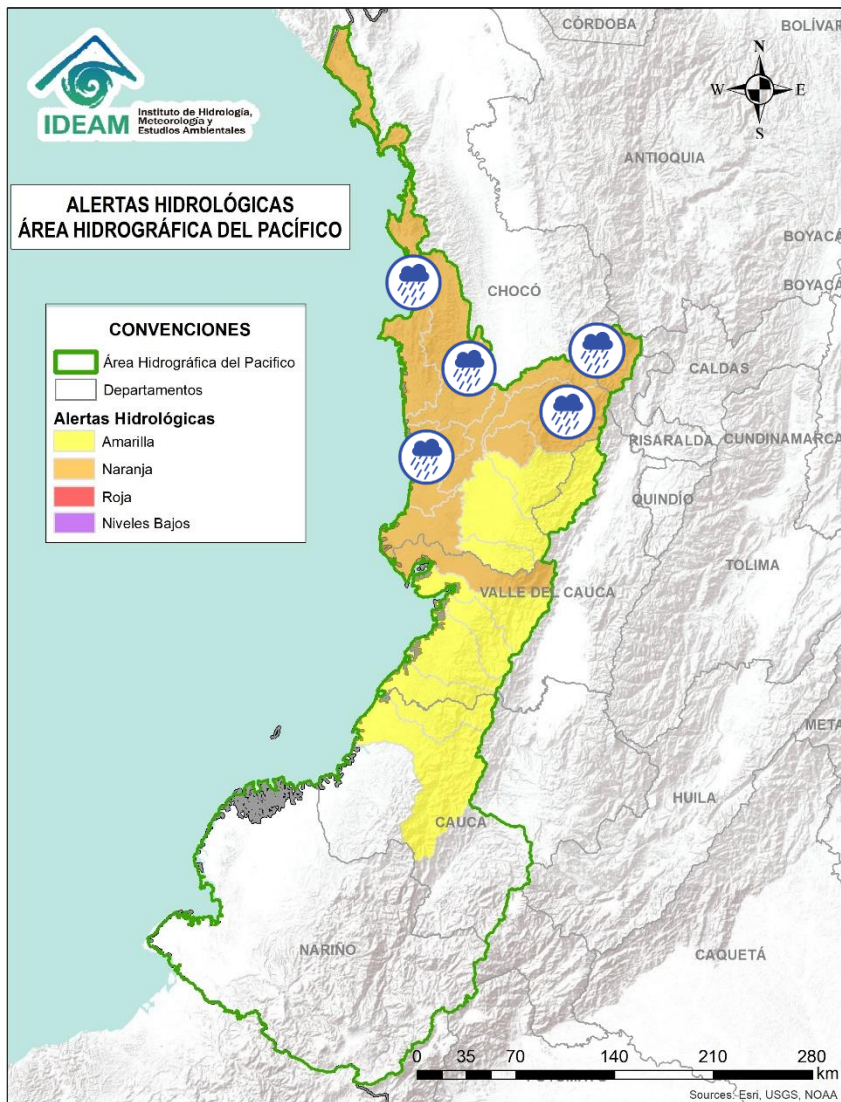 CÓRDOBA
BOLÍVAR
IDEAM
Instituto de Hidrología,
Meteorología y
Estudios Ambientales
N
W
E
S
ANTIOQUIA
ALERTAS HIDROLÓGICAS
ÁREA HIDROGRÁFICA DEL PACÍFICO
BOYACÁ
BOYACÁ
CHOCÓ
CONVENCIONES
Área Hidrográfica del Pacifico
Departamentos
Alertas Hidrológicas
Amarilla
Naranja
Roja
Niveles Bajos
CALDAS
RISARALDA
CUNDINAMARCA
QUINDÍO
TOLIMA
VALLE DEL CAUCA
META
HUILA
CAUCA
NARIÑO
CAQUETÁ
0 35 70 140 210 280
km
Sources: Esri, USGS, NOAA